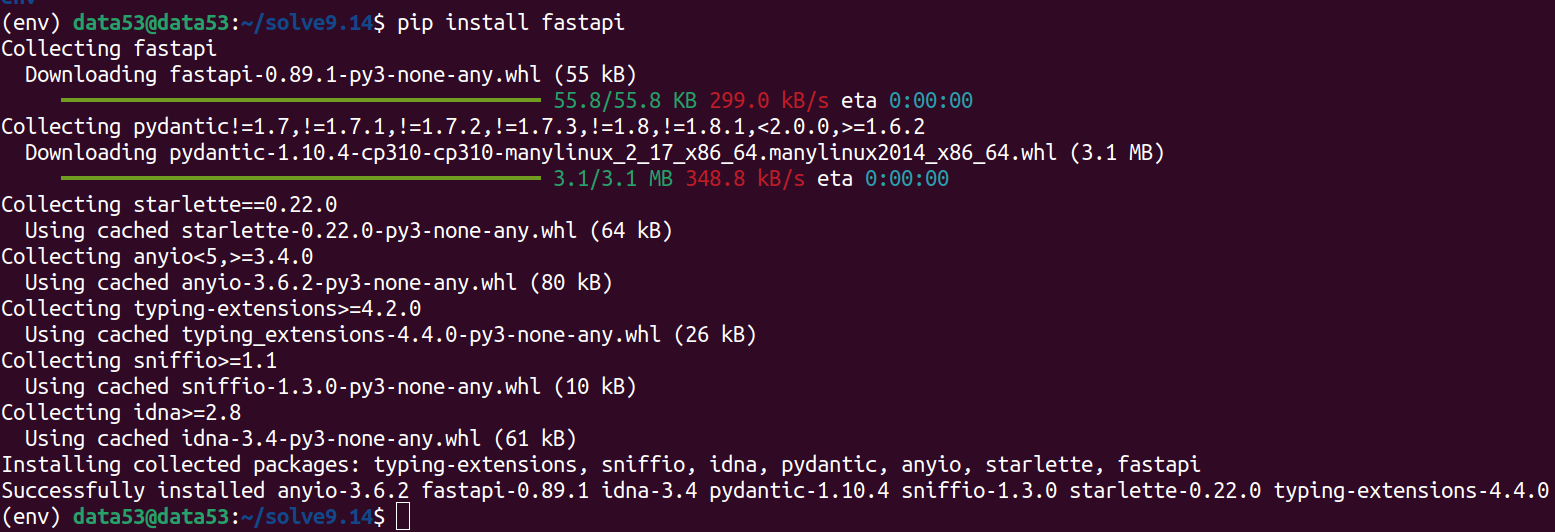 env
(env) data53@data53:~/solve9.14$ pip install fastapi
Collecting fastapi
  Downloading fastapi-0.89.1-py3-none-any.whl (55 kB)
55.8/55.8 KB 299.0 kB/s eta 0:00:00
Collecting pydantic!=1.7,!=1.7.1,!=1.7.2,!=1.7.3,!=1.8,!=1.8.1,<2.0.0,>=1.6.2
  Downloading pydantic-1.10.4-cp310-cp310-manylinux_2_17_x86_64.manylinux2014_x86_64.whl (3.1 MB)
3.1/3.1 MB 348.8 kB/s eta 0:00:00
Collecting starlette==0.22.0
  Using cached starlette-0.22.0-py3-none-any.whl (64 kB)
Collecting anyio<5,>=3.4.0
  Using cached anyio-3.6.2-py3-none-any.whl (80 kB)
Collecting typing-extensions>=4.2.0
  Using cached typing_extensions-4.4.0-py3-none-any.whl (26 kB)
Collecting sniffio>=1.1
  Using cached sniffio-1.3.0-py3-none-any.whl (10 kB)
Collecting idna>=2.8
  Using cached idna-3.4-py3-none-any.whl (61 kB)
Installing collected packages: typing-extensions, sniffio, idna, pydantic, anyio, starlette, fastapi
Successfully installed anyio-3.6.2 fastapi-0.89.1 idna-3.4 pydantic-1.10.4 sniffio-1.3.0 starlette-0.22.0 typing-extensions-4.4.0
(env) data53@data53:~/solve9.14$